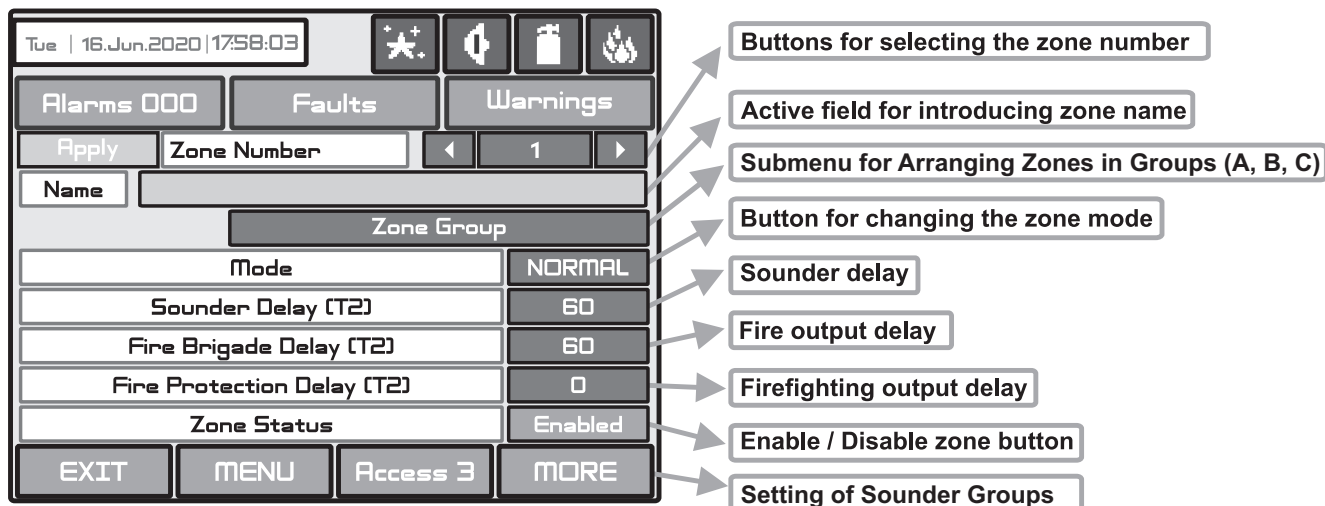 Tue | 16.Jun.2020|17:58:03
Alarms 000 Faults Warnings
Apply Zone Number 1
Name
Zone Group
Mode NORMAL
Sounder Delay (T2) 60
Fire Brigade Delay (T2) 60
Fire Protection Delay (T2) 0
Zone Status Enabled
EXIT MENU Access 3 MORE
Buttons for selecting the zone number
Active field for introducing zone name
Submenu for Arranging Zones in Groups (A, B, C)
Button for changing the zone mode
Sounder delay
Fire output delay
Firefighting output delay
Enable / Disable zone button
Setting of Sounder Groups